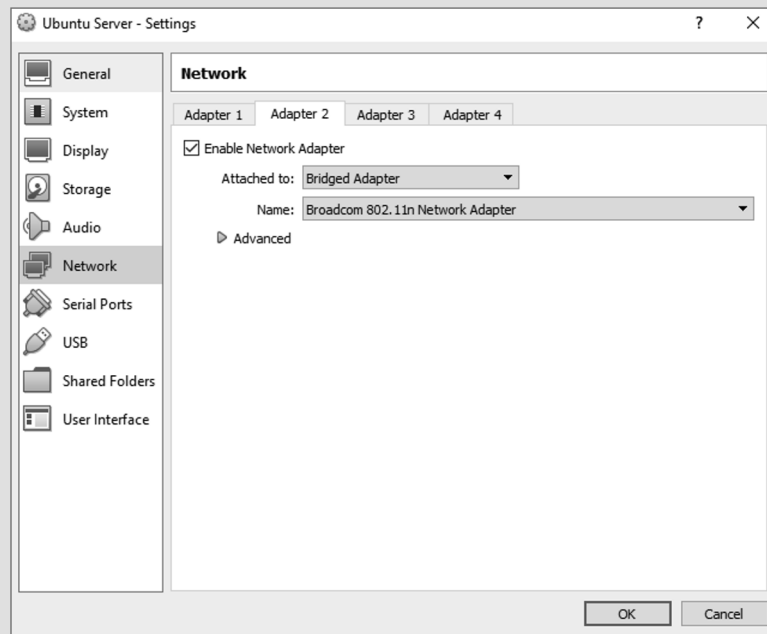 Ubuntu Server - Settings ?
General
System
Display
Storage
Audio
Network
Serial Ports
USB
Shared Folders
User Interface
Network
Adapter 1 Adapter 2 Adapter 3 Adapter 4
Enable Network Adapter
Attached to: Bridged Adapter
Name: Broadcom 802.11n Network Adapter
Advanced
OK Cancel